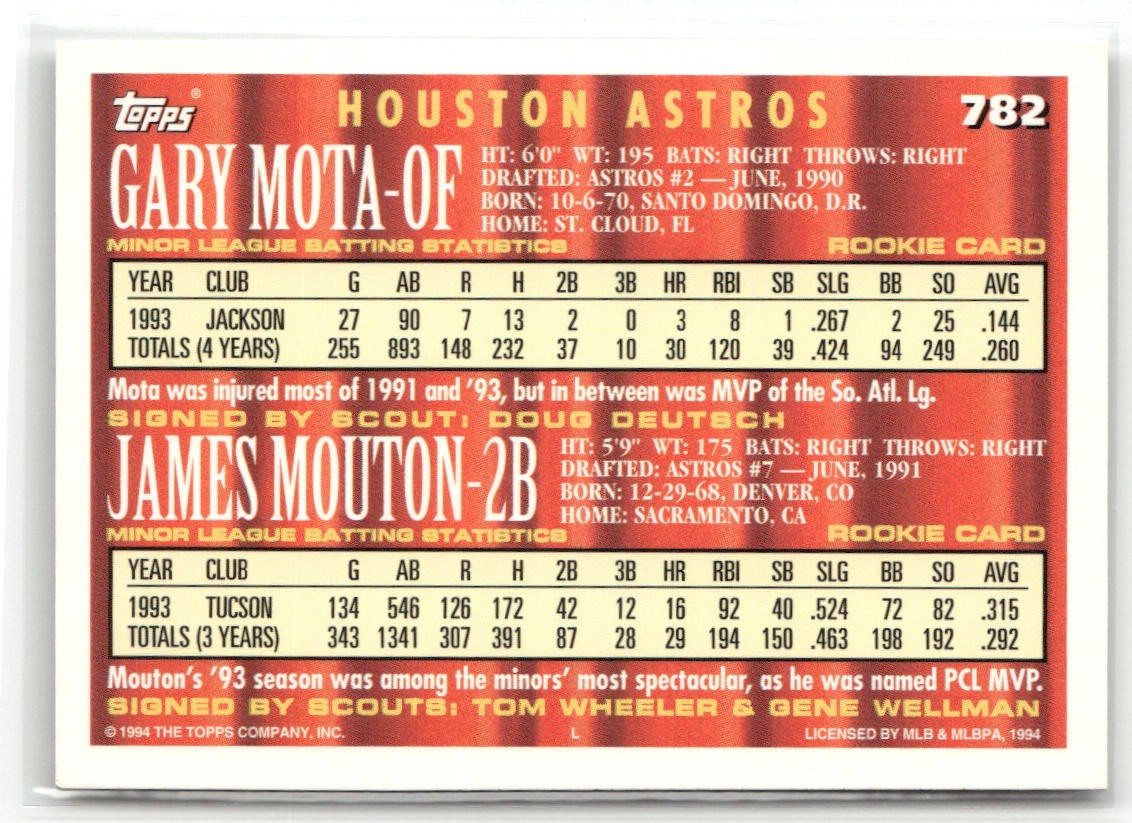 topps®
HOUSTON ASTROS
782
GARY MOTA-OF
HT: 6'0" WT: 195 BATS: RIGHT THROWS: RIGHT
DRAFTED: ASTROS #2 — JUNE, 1990
BORN: 10-6-70, SANTO DOMINGO, D.R.
HOME: ST. CLOUD, FL
MINOR LEAGUE BATTING STATISTICS ROOKIE CARD
YEAR CLUB G AB R H 2B 3B HR RBI SB SLG BB SO AVG
1993 JACKSON 27 90 7 13 2 0 3 8 1 .267 2 25 .144
TOTALS (4 YEARS) 255 893 148 232 37 10 30 120 39 .424 94 249 .260
Mota was injured most of 1991 and '93, but in between was MVP of the So. Atl. Lg.
SIGNED BY SCOUT: DOUG DEUTSCH
JAMES MOUTON-2B
HT: 5'9" WT: 175 BATS: RIGHT THROWS: RIGHT
DRAFTED: ASTROS #7 — JUNE, 1991
BORN: 12-29-68, DENVER, CO
HOME: SACRAMENTO, CA
MINOR LEAGUE BATTING STATISTICS ROOKIE CARD
YEAR CLUB G AB R H 2B 3B HR RBI SB SLG BB SO AVG
1993 TUCSON 134 546 126 172 42 12 16 92 40 .524 72 82 .315
TOTALS (3 YEARS) 343 1341 307 391 87 28 29 194 150 .463 198 192 .292
Mouton's '93 season was among the minors' most spectacular, as he was named PCL MVP.
SIGNED BY SCOUTS: TOM WHEELER & GENE WELLMAN
© 1994 THE TOPPS COMPANY, INC. L LICENSED BY MLB & MLBPA, 1994